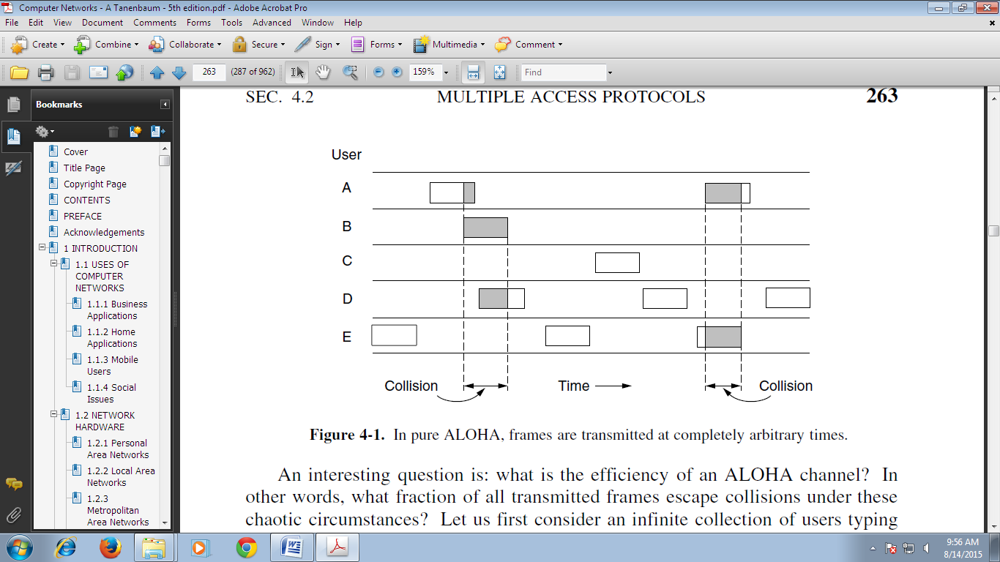 Computer Networks - A Tanenbaum - 5th edition.pdf - Adobe Acrobat Pro
File Edit View Document Comments Forms Tools Advanced Window Help
Create Combine Collaborate Secure Sign Forms Multimedia Comment
263 (287 of 962) 159% Find
Bookmarks
Cover
Title Page
Copyright Page
CONTENTS
PREFACE
Acknowledgements
1 INTRODUCTION
1.1 USES OF
COMPUTER
NETWORKS
1.1.1 Business
Applications
1.1.2 Home
Applications
1.1.3 Mobile
Users
1.1.4 Social
Issues
1.2 NETWORK
HARDWARE
1.2.1 Personal
Area Networks
1.2.2 Local Area
Networks
1.2.3
Metropolitan
Area Networks
SEC. 4.2 MULTIPLE ACCESS PROTOCOLS 263
User
A
B
C
D
E
Collision Time Collision
Figure 4-1. In pure ALOHA, frames are transmitted at completely arbitrary times.
An interesting question is: what is the efficiency of an ALOHA channel? In
other words, what fraction of all transmitted frames escape collisions under these
chaotic circumstances? Let us first consider an infinite collection of users typing
9:56 AM
8/14/2015